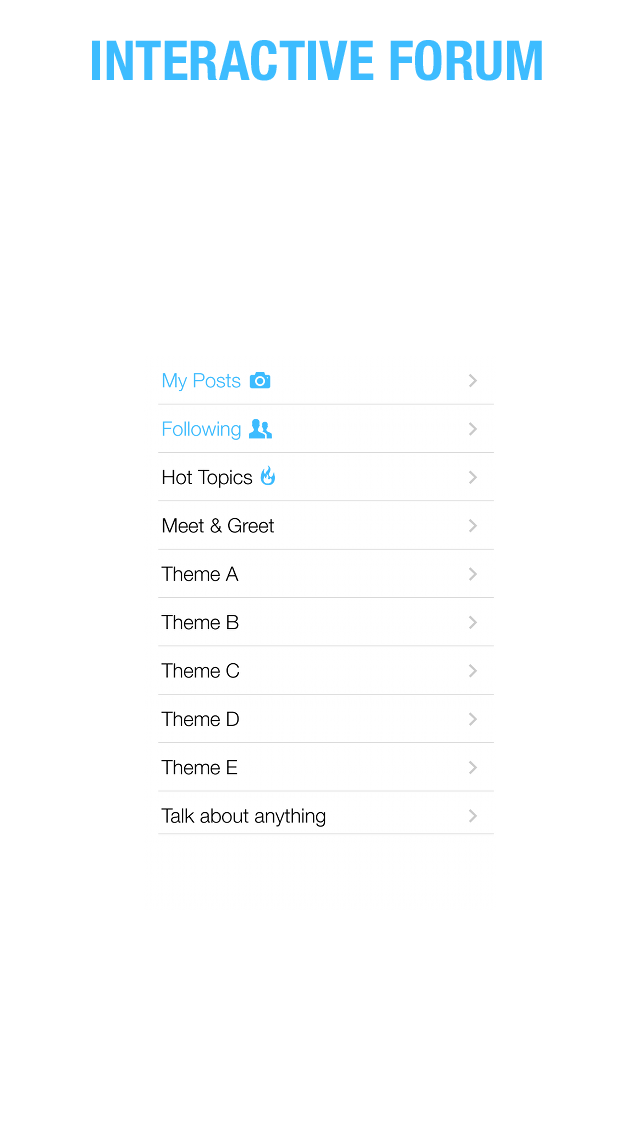 INTERACTIVE FORUM
My Posts
Following
Hot Topics
Meet & Greet
Theme A
Theme B
Theme C
Theme D
Theme E
Talk about anything